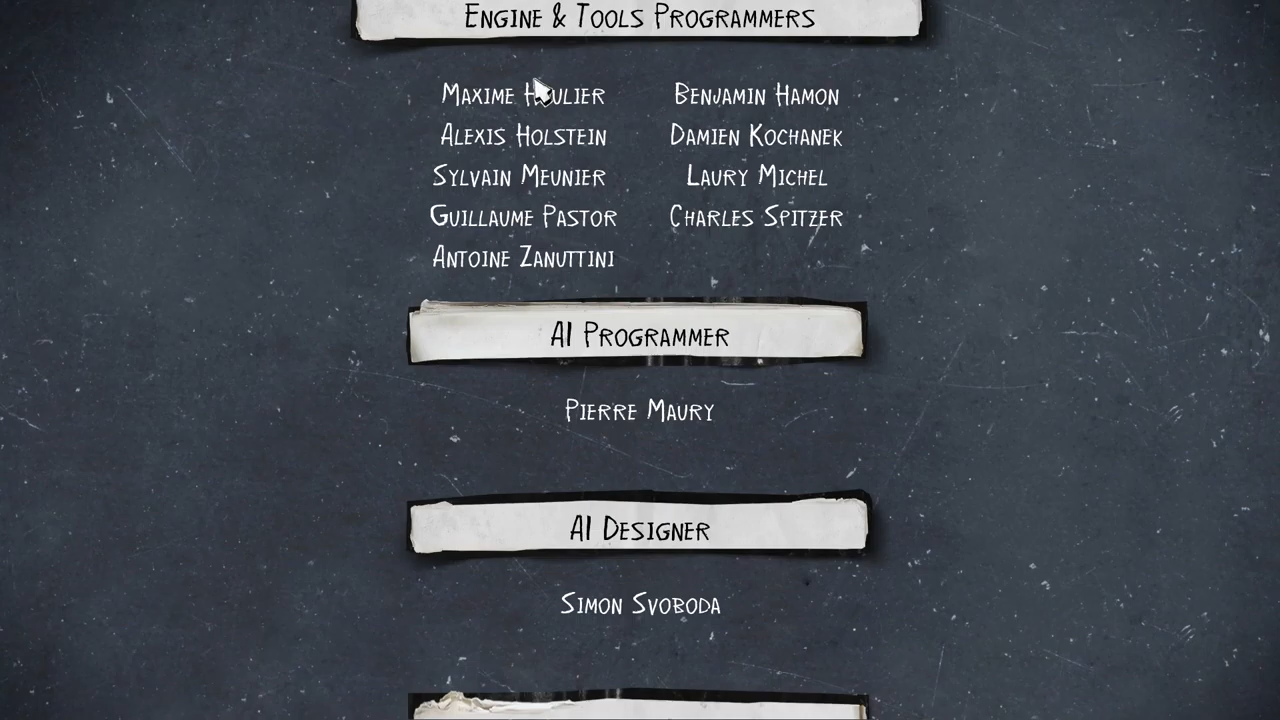 Engine & Tools Programmers
Maxime Benjamin Hamon
Alexis Holstein Damien Kochanek
Sylvain Meunier Laury Michel
Guillaume Pastor Charles Spitzer
Antoine Zanuttini
AI Programmer
Pierre Maury
AI Designer
Simon Svoboda